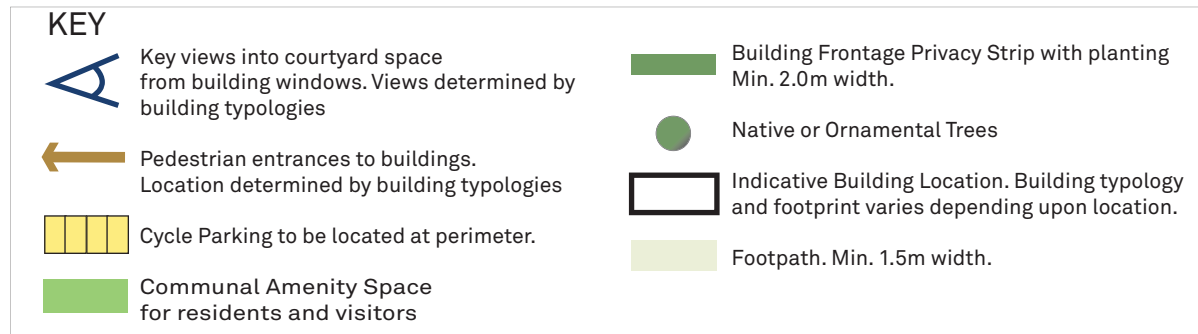 KEY
Key views into courtyard space
from building windows. Views determined by
building typologies
Pedestrian entrances to buildings.
Location determined by building typologies
Cycle Parking to be located at perimeter.
Communal Amenity Space
for residents and visitors
Building Frontage Privacy Strip with planting
Min. 2.0m width.
Native or Ornamental Trees
Indicative Building Location. Building typology
and footprint varies depending upon location.
Footpath. Min. 1.5m width.